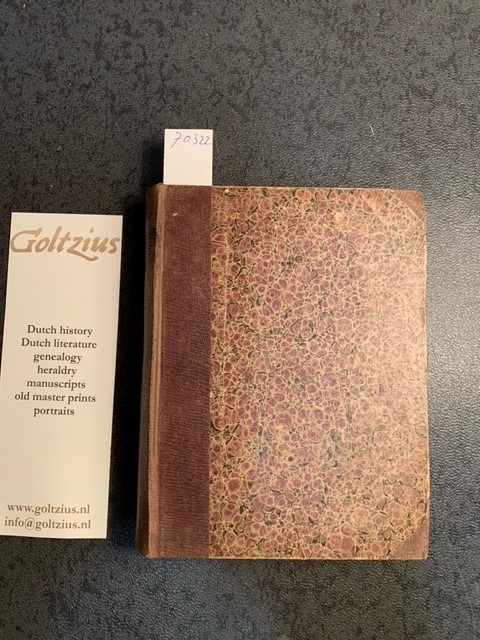 70322
Goltzius
Dutch history
Dutch literature
genealogy
heraldry
manuscripts
old master prints
portraits
www.goltzius.nl
info@goltzius.nl